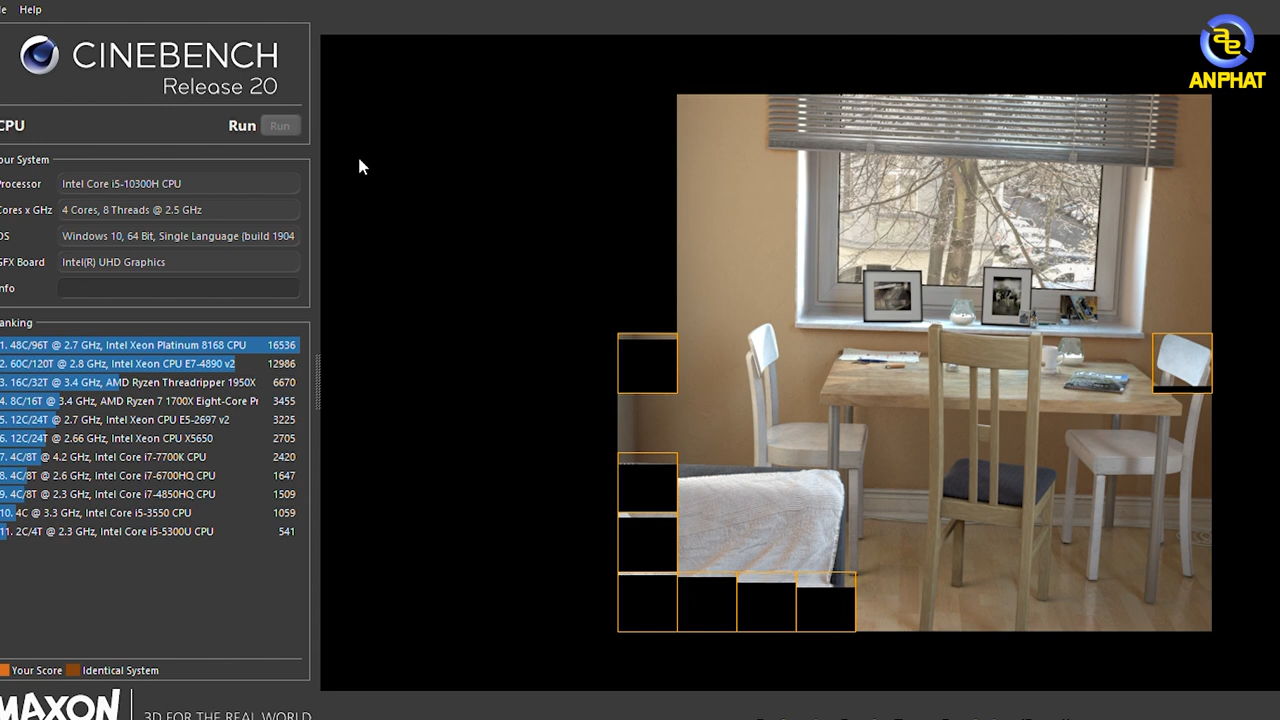 Help
CINEBENCH
Release 20
CPU
Run Run
our System
Processor Intel Core i5-10300H CPU
Cores x GHz 4 Cores, 8 Threads @ 2.5 GHz
OS Windows 10, 64 Bit, Single Language (build 1904
GFX Board Intel(R) UHD Graphics
nfo
anking
1. 48C/96T @ 2.7 GHz, Intel Xeon Platinum 8168 CPU 16536
2. 60C/120T @ 2.8 GHz, Intel Xeon CPU E7-4890 v2 12986
3. 16C/32T @ 3.4 GHz, AMD Ryzen Threadripper 1950X 6670
4. 8C/16T @ 3.4 GHz, AMD Ryzen 7 1700X Eight-Core Pr 3455
5. 12C/24T @ 2.7 GHz, Intel Xeon CPU E5-2697 v2 3225
6. 12C/24T @ 2.66 GHz, Intel Xeon CPU X5650 2705
7. 4C/8T @ 4.2 GHz, Intel Core i7-7700K CPU 2420
8. 4C/8T @ 2.6 GHz, Intel Core i7-6700HQ CPU 1647
9. 4C/8T @ 2.3 GHz, Intel Core i7-4850HQ CPU 1509
10. 4C @ 3.3 GHz, Intel Core i5-3550 CPU 1059
11. 2C/4T @ 2.3 GHz, Intel Core i5-5300U CPU 541
Your Score Identical System
MAXON 3D FOR THE REAL WORLD
ae
ANPHAT